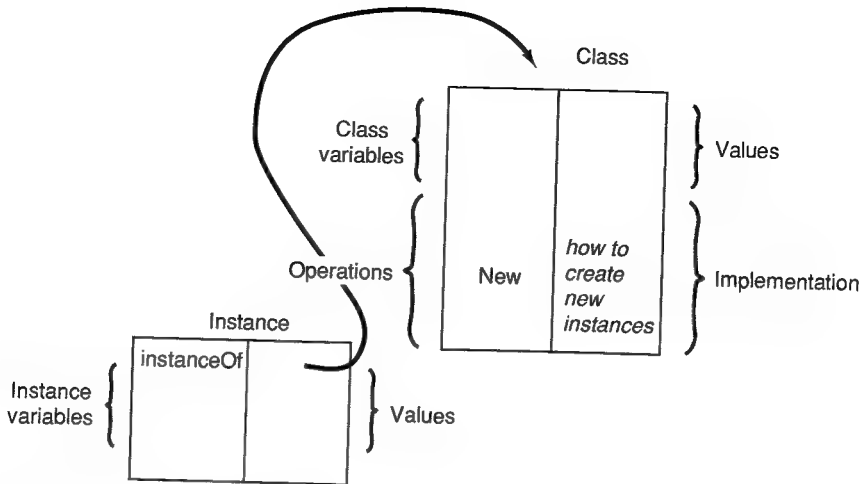 Class
Class
variables
Values
Operations
New
how to
create
new
instances
Implementation
Instance
instanceOf
Instance
variables
Values